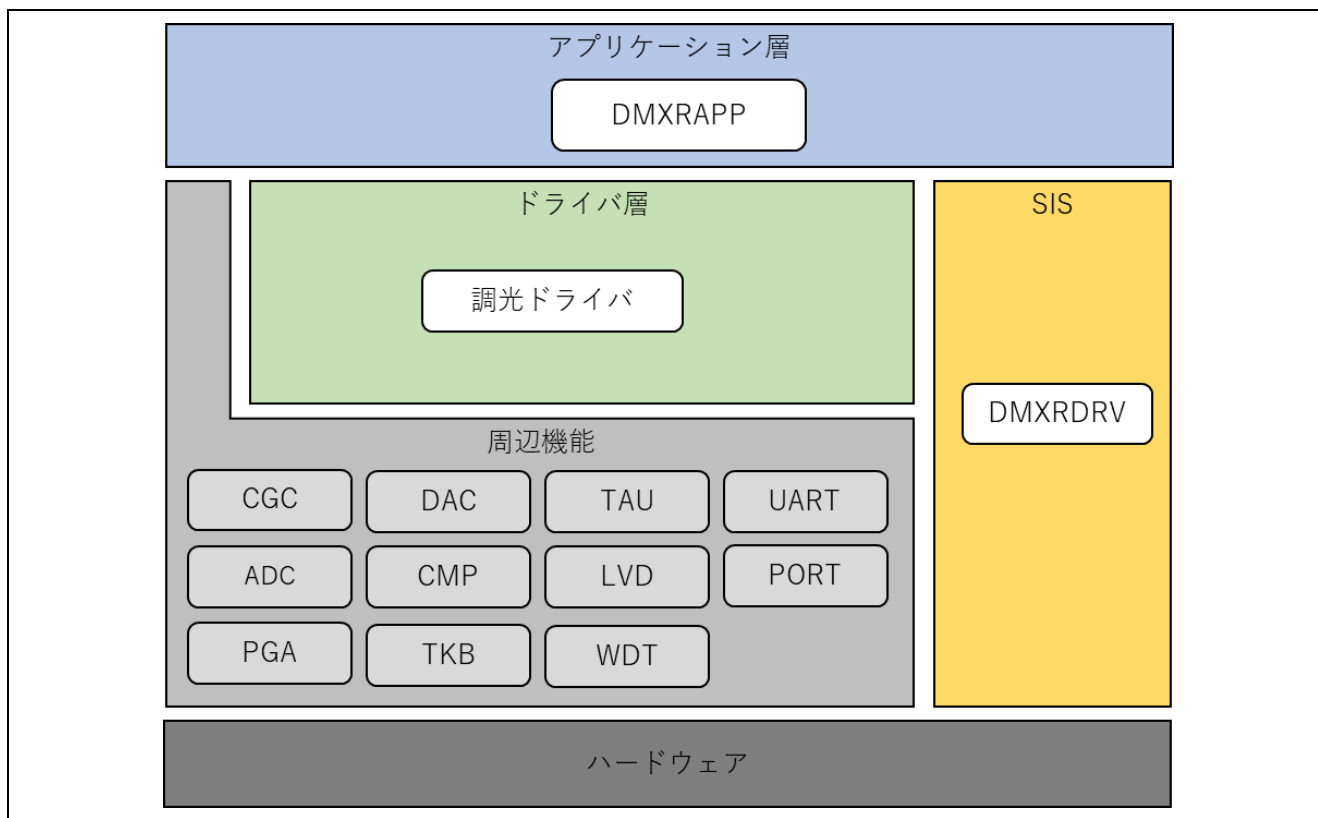 アプリケーション層
DMXRAPP
ドライバ層
調光ドライバ
SIS
DMXRDRV
周辺機能
CGC
DAC
TAU
UART
ADC
CMP
LVD
PORT
PGA
TKB
WDT
ハードウェア